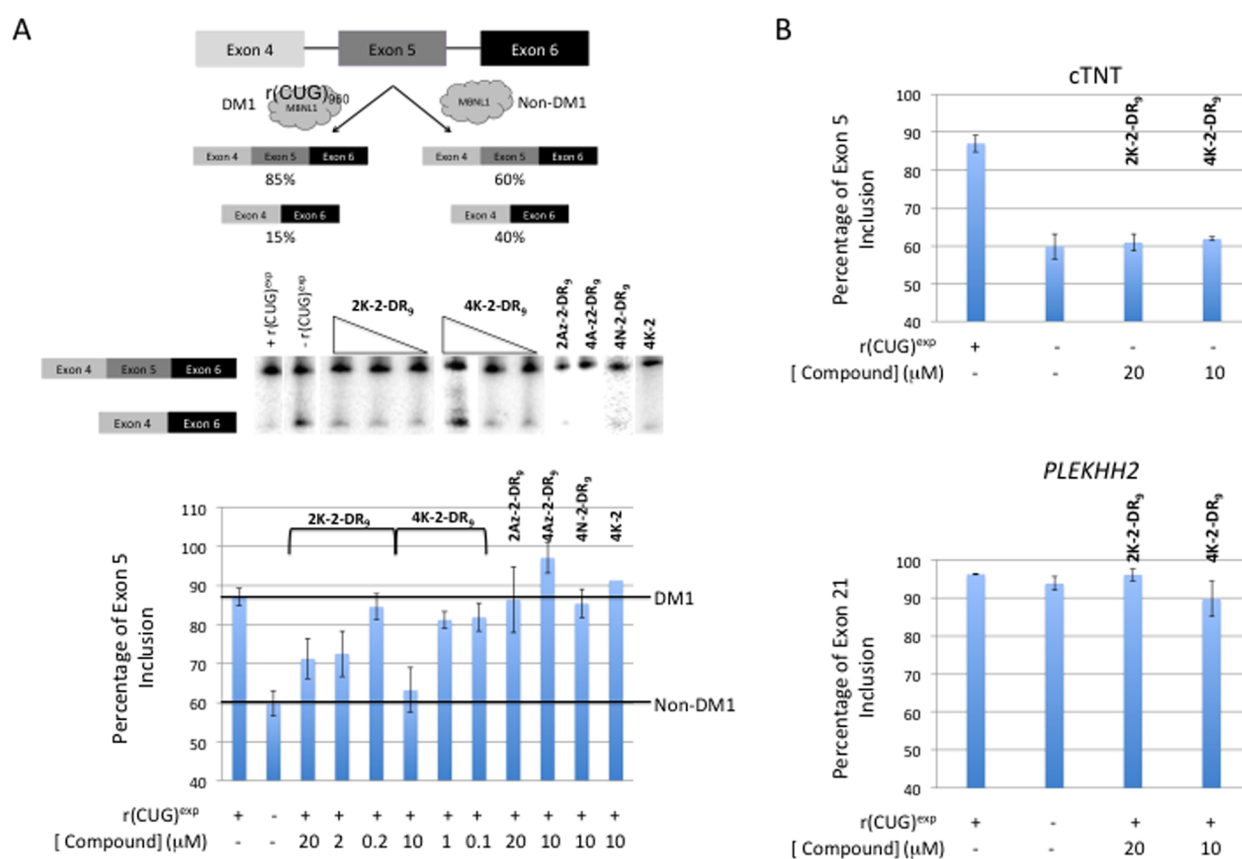 A
Exon 4 Exon 5 Exon 6
DM1 r(CUG)960 MBNL1 MBNL1 Non-DM1
Exon 4 Exon 5 Exon 6 Exon 4 Exon 5 Exon 6
85% 60%
Exon 4 Exon 6 Exon 4 Exon 6
15% 40%
+ r(CUG)exp
- r(CUG)exp
2K-2-DR9
4K-2-DR9
2Az-2-DR9
4A-z2-DR9
4N-2-DR9
4K-2
Exon 4 Exon 5 Exon 6
Exon 4 Exon 6
Percentage of Exon 5
Inclusion
110
100
90
80
70
60
50
40
2K-2-DR9
4K-2-DR9
2Az-2-DR9
4Az-2-DR9
4N-2-DR9
4K-2
DM1
Non-DM1
r(CUG)exp + - + + + + + + + + + +
[ Compound] (μM) - - 20 2 0.2 10 1 0.1 20 10 10 10
B
cTNT
Percentage of Exon 5
Inclusion
100
90
80
70
60
50
40
2K-2-DR9
4K-2-DR9
r(CUG)exp + - - -
[ Compound] (μM) - - 20 10
PLEKHH2
Percentage of Exon 21
Inclusion
100
90
80
70
60
50
40
2K-2-DR9
4K-2-DR9
r(CUG)exp + - + +
[ Compound] (μM) - - 20 10